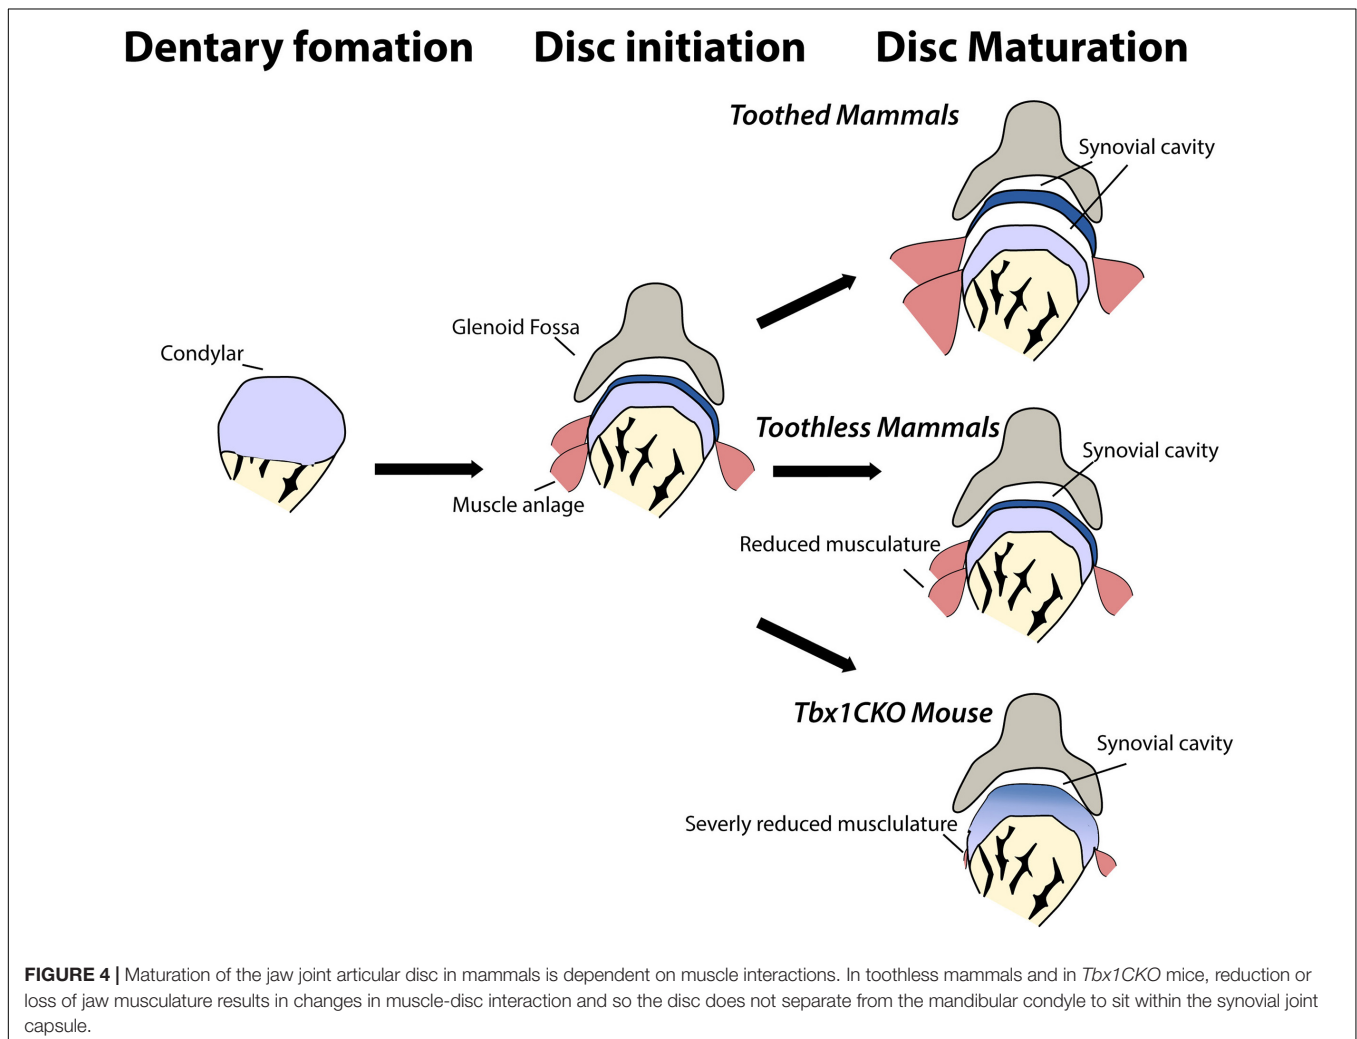 Dentary fomation
Disc initiation
Disc Maturation
Toothed Mammals
Synovial cavity
Glenoid Fossa
Condylar
Muscle anlage
Toothless Mammals
Synovial cavity
Reduced musculature
Tbx1CKO Mouse
Synovial cavity
Severly reduced musclulature
FIGURE 4 | Maturation of the jaw joint articular disc in mammals is dependent on muscle interactions. In toothless mammals and in Tbx1CKO mice, reduction or
loss of jaw musculature results in changes in muscle-disc interaction and so the disc does not separate from the mandibular condyle to sit within the synovial joint
capsule.